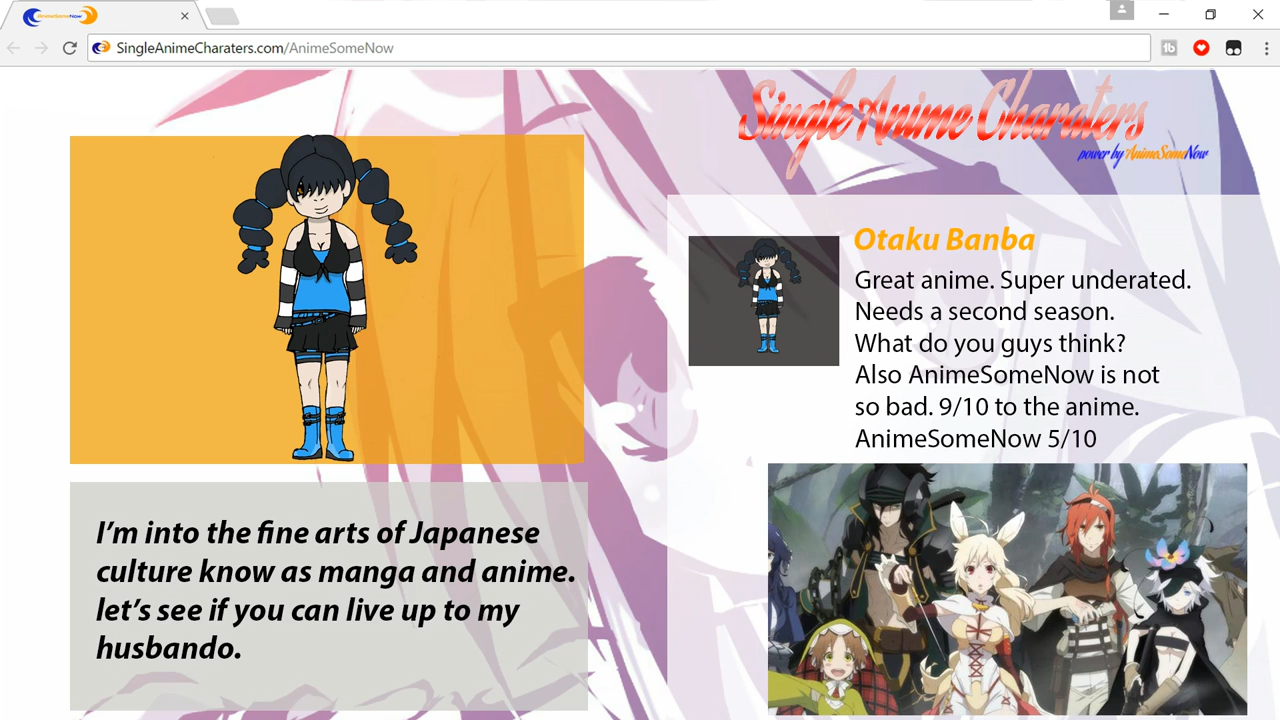 AnimeSomeNow
SingleAnimeCharaters.com/AnimeSomeNow
Single Anime Charaters
power by AnimeSomeNow
Otaku Banba
Great anime. Super underated.
Needs a second season.
What do you guys think?
Also AnimeSomeNow is not
so bad. 9/10 to the anime.
AnimeSomeNow 5/10
I'm into the fine arts of Japanese
culture know as manga and anime.
let's see if you can live up to my
husbando.